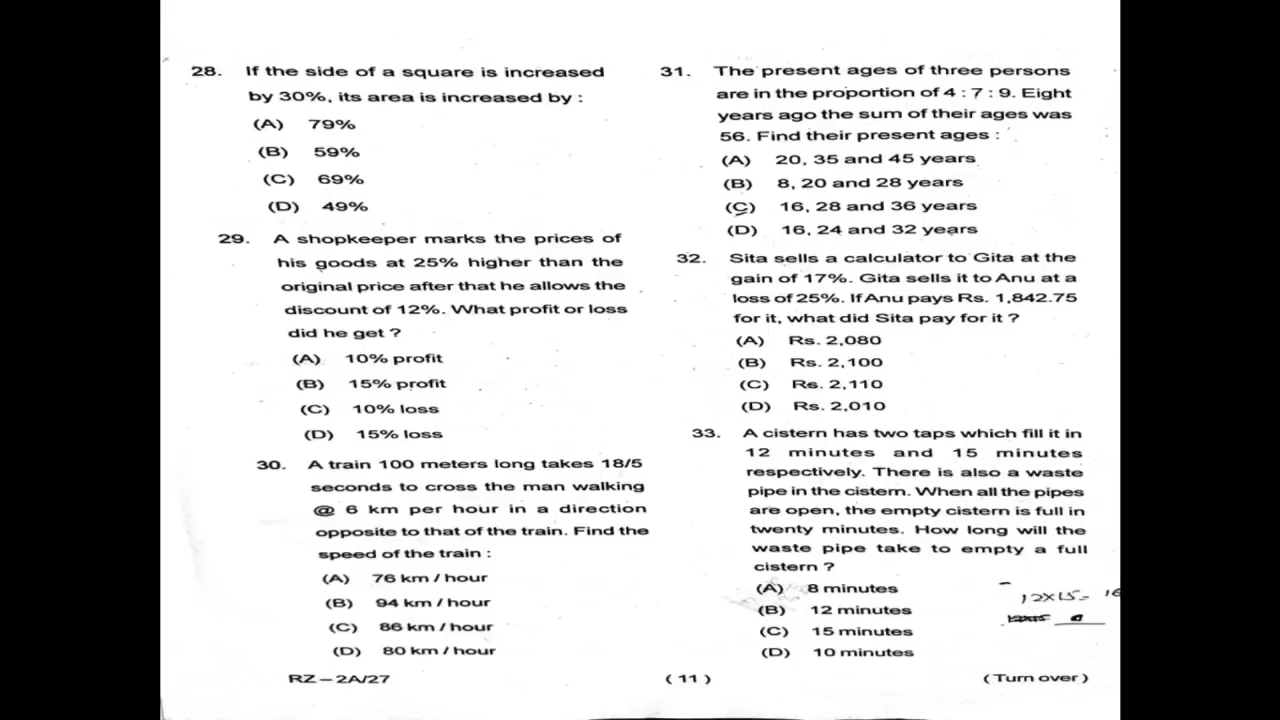 28. If the side of a square is increased
by 30%, its area is increased by :
(A) 79%
(B) 59%
(C) 69%
(D) 49%
29. A shopkeeper marks the prices of
his goods at 25% higher than the
original price after that he allows the
discount of 12%. What profit or loss
did he get ?
(A) 10% profit
(B) 15% profit
(C) 10% loss
(D) 15% loss
30. A train 100 meters long takes 18/5
seconds to cross the man walking
@ 6 km per hour in a direction
opposite to that of the train. Find the
speed of the train :
(A) 76 km / hour
(B) 94 km / hour
(C) 86 km / hour
(D) 80 km / hour
RZ – 2A/27
31. The present ages of three persons
are in the proportion of 4 : 7 : 9. Eight
years ago the sum of their ages was
56. Find their present ages :
(A) 20, 35 and 45 years
(B) 8, 20 and 28 years
(C) 16, 28 and 36 years
(D) 16, 24 and 32 years
32. Sita sells a calculator to Gita at the
gain of 17%. Gita sells it to Anu at a
loss of 25%. If Anu pays Rs. 1,842.75
for it, what did Sita pay for it ?
(A) Rs. 2,080
(B) Rs. 2,100
(C) Rs. 2,110
(D) Rs. 2,010
33. A cistern has two taps which fill it in
12 minutes and 15 minutes
respectively. There is also a waste
pipe in the cistern. When all the pipes
are open, the empty cistern is full in
twenty minutes. How long will the
waste pipe take to empty a full
cistern ?
(A) 8 minutes
(B) 12 minutes
(C) 15 minutes
(D) 10 minutes
12×15=
( 11 )
( Turn over )